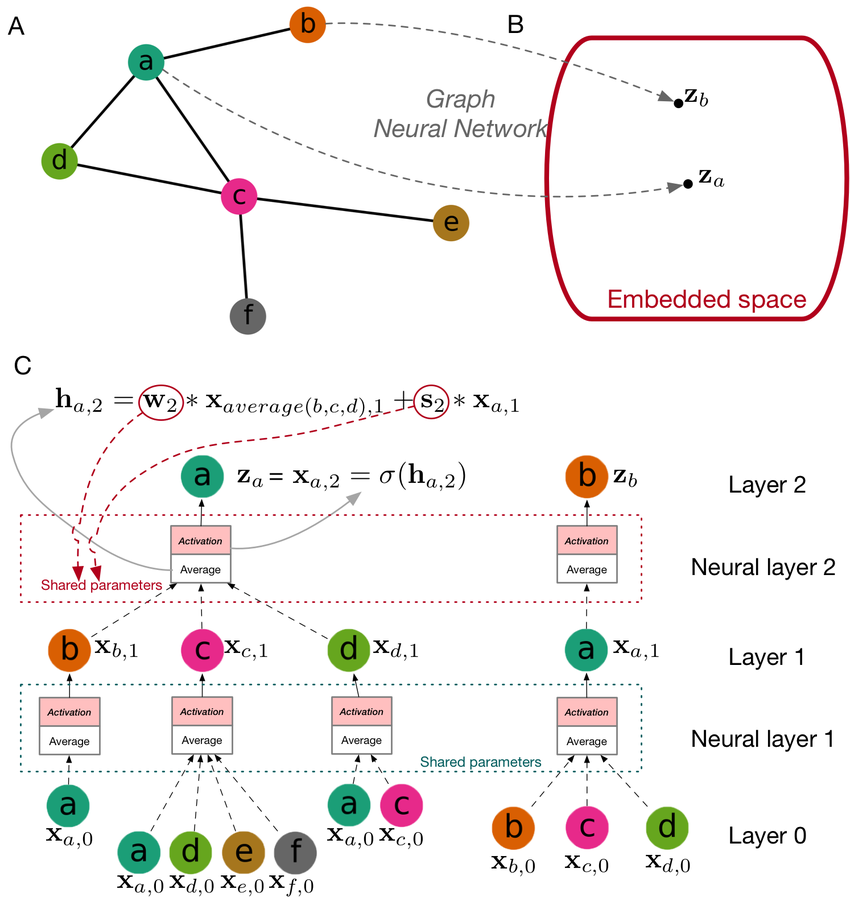 A
b
B
a
Graph
Neural Network
z_b
d
z_a
c
e
Embedded space
f
C
h_{a,2} = w_2 * x_{average(b,c,d),1} + s_2 * x_{a,1}
a z_a = x_{a,2} = σ(h_{a,2})
b z_b
Layer 2
Activation
Average
Activation
Average
Neural layer 2
Shared parameters
b x_{b,1}
c x_{c,1}
d x_{d,1}
a x_{a,1}
Layer 1
Activation
Average
Activation
Average
Activation
Average
Activation
Average
Neural layer 1
Shared parameters
a
x_{a,0}
a d e f
x_{a,0} x_{d,0} x_{e,0} x_{f,0}
a c
x_{a,0} x_{c,0}
b c d
x_{b,0} x_{c,0} x_{d,0}
Layer 0